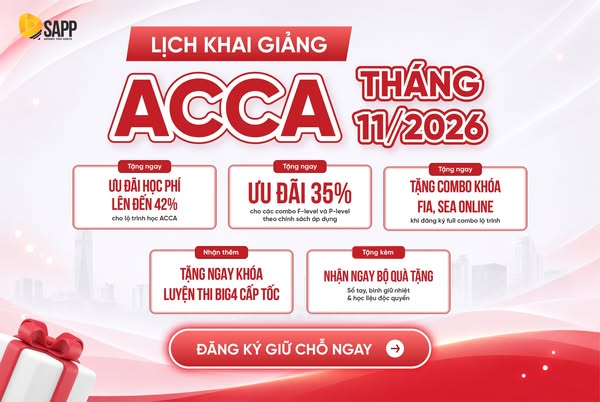 SAPP
LỊCH KHAI GIẢNG
ACCA
THÁNG
11/2026
Tặng ngay
ƯU ĐÃI HỌC PHÍ
LÊN ĐẾN 42%
cho lộ trình học ACCA
Tặng ngay
ƯU ĐÃI 35%
cho các combo F-level và P-level
theo chính sách áp dụng
Tặng ngay
TẶNG COMBO KHÓA
FIA, SEA ONLINE
khi đăng ký full combo lộ trình
Nhận thêm
TẶNG NGAY KHÓA
LUYỆN THI BIG4 CẤP TỐC
Tặng kèm
NHẬN NGAY BỘ QUÀ TẶNG
Sổ tay, bình giữ nhiệt
& học liệu độc quyền
ĐĂNG KÝ GIỮ CHỖ NGAY